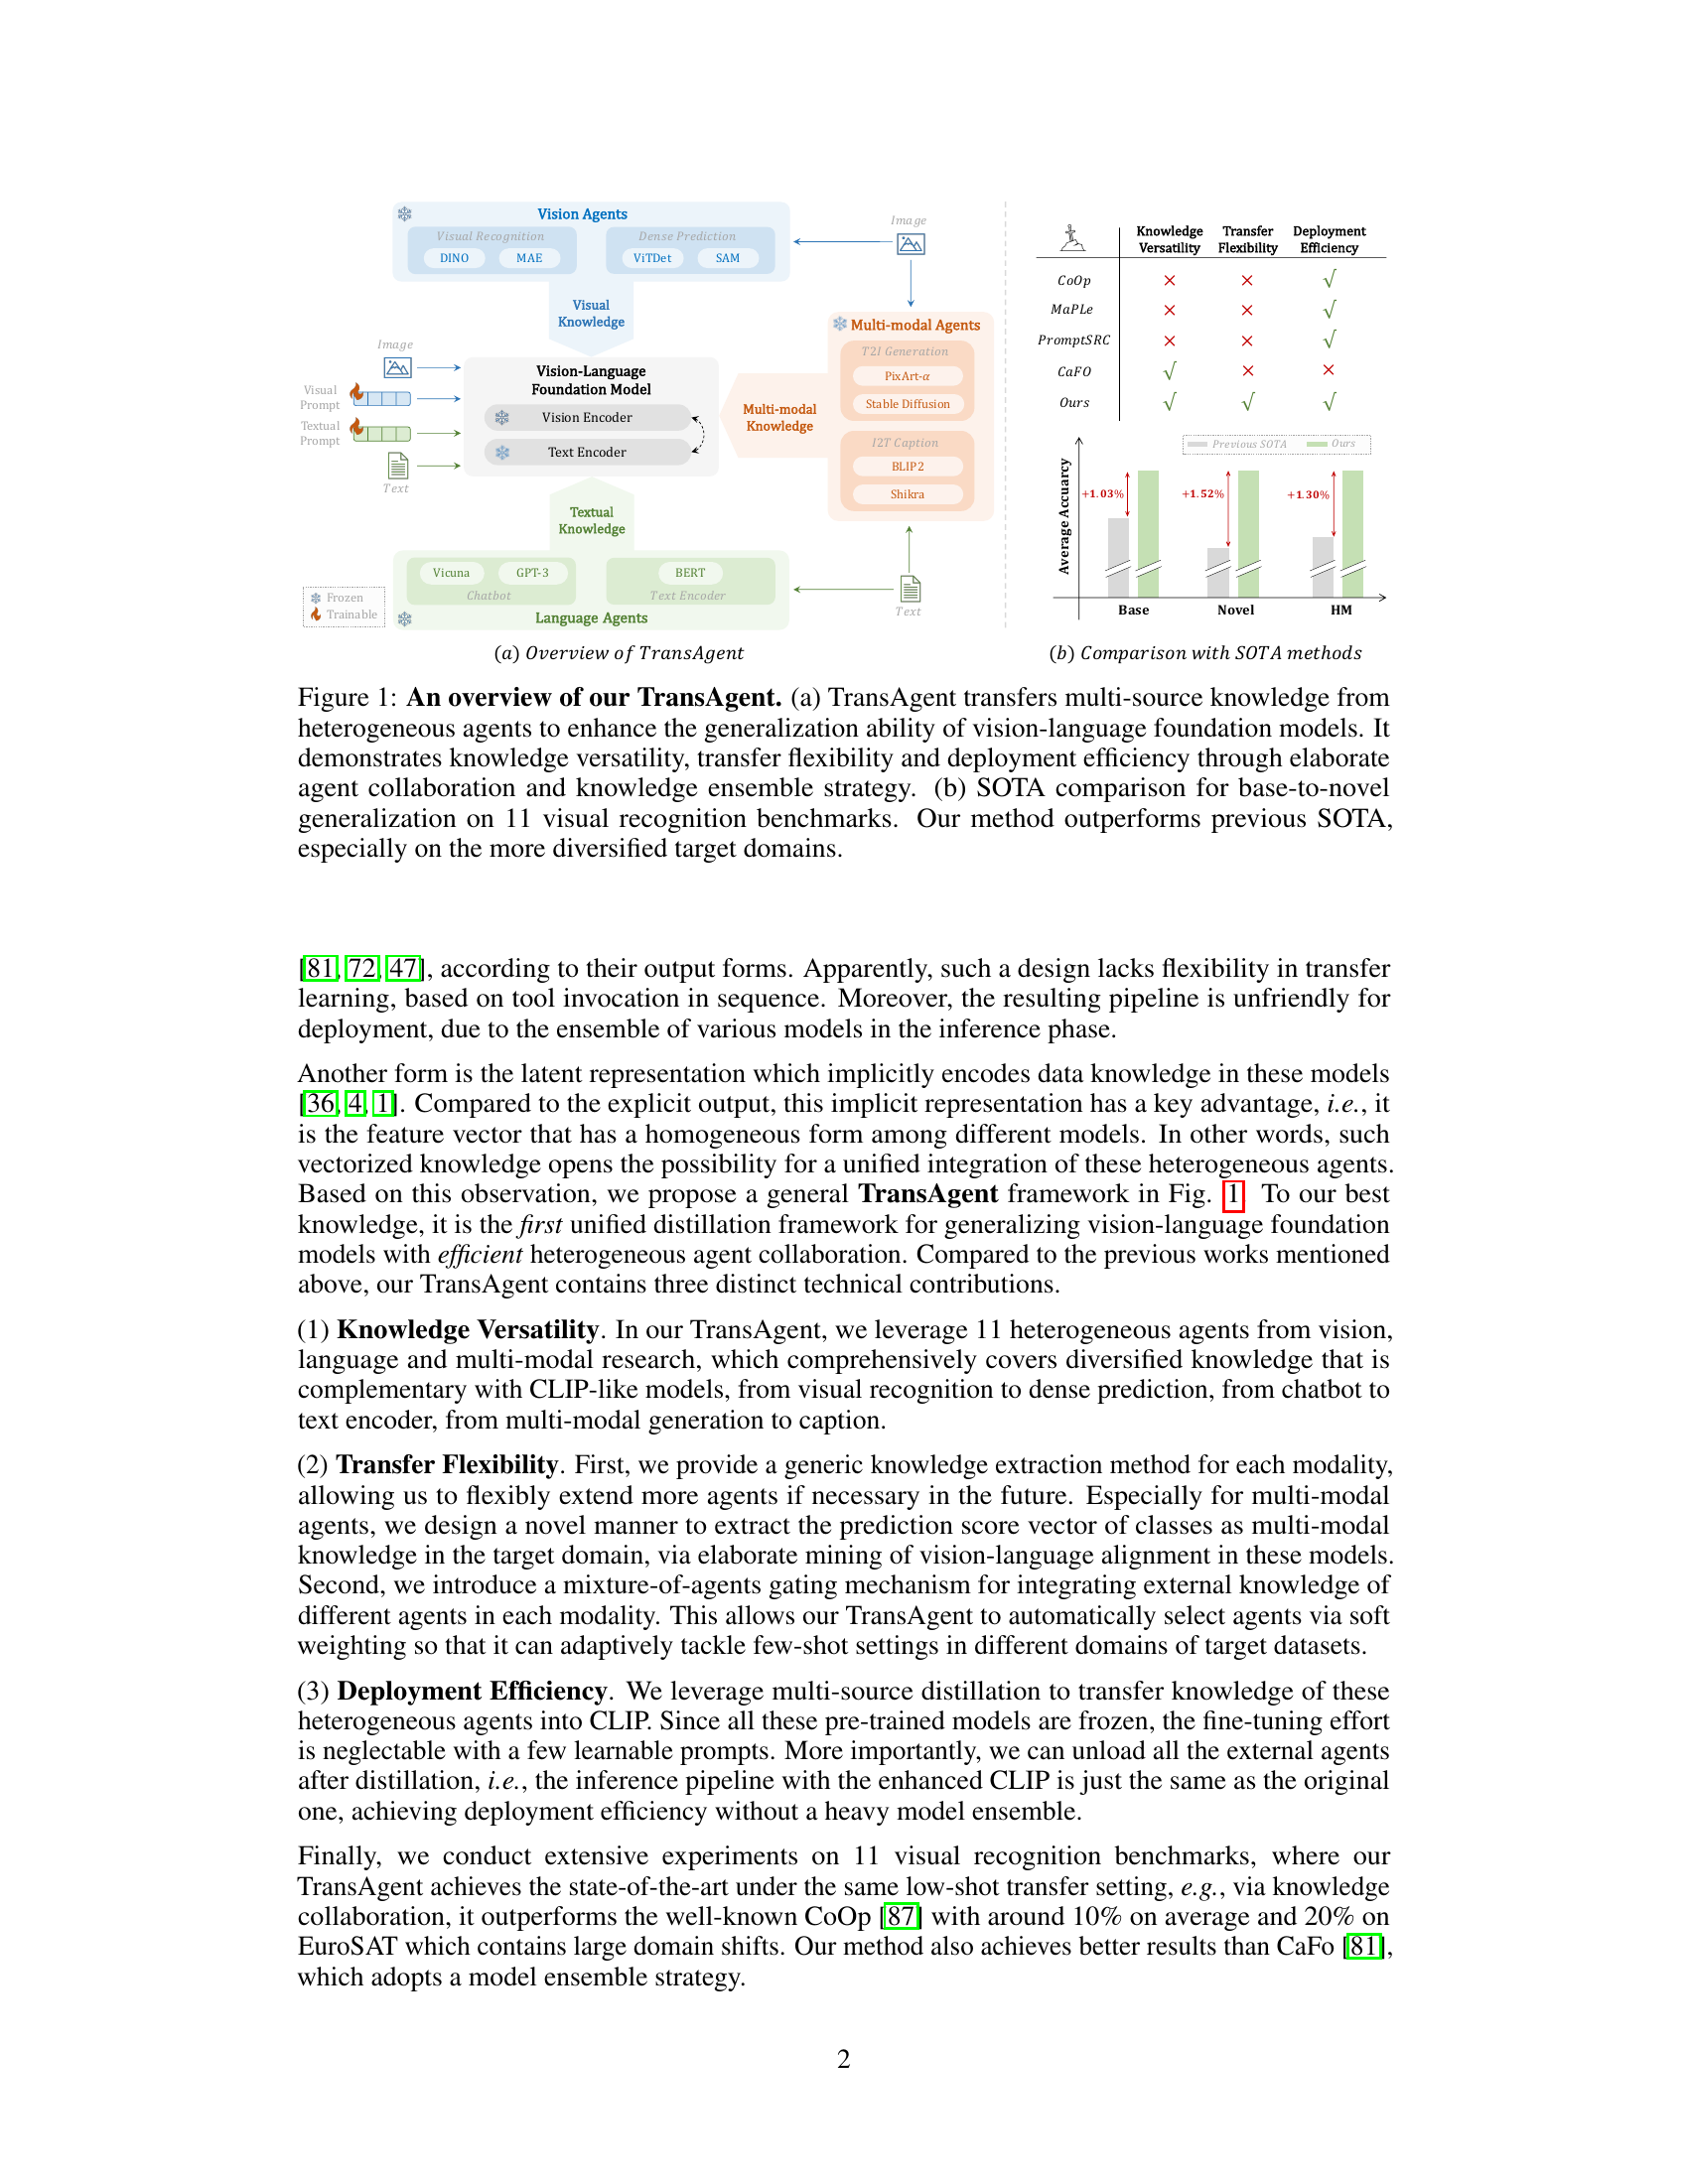 Vision Agents
Visual Recognition
Dense Prediction
DINO
MAE
ViTDet
SAM
Image
Visual
Knowledge
Image
Visual
Prompt
Textual
Prompt
Text
Vision-Language
Foundation Model
Vision Encoder
Text Encoder
Multi-modal
Knowledge
Multi-modal Agents
T2I Generation
PixArt-α
Stable Diffusion
I2T Caption
BLIP2
Shikra
Textual
Knowledge
Vicuna
GPT-3
BERT
Chatbot
Text Encoder
Language Agents
Text
Frozen
Trainable
(a) Overview of TransAgent
Knowledge Versatility
Transfer Flexibility
Deployment Efficiency
CoOp × × √
MaPLe × × √
PromptSRC × × √
CaFO √ × ×
Ours √ √ √
Previous SOTA
Ours
Average Accuarcy
+1.03%
+1.52%
+1.30%
Base
Novel
HM
(b) Comparison with SOTA methods
Figure 1: An overview of our TransAgent. (a) TransAgent transfers multi-source knowledge from
heterogeneous agents to enhance the generalization ability of vision-language foundation models. It
demonstrates knowledge versatility, transfer flexibility and deployment efficiency through elaborate
agent collaboration and knowledge ensemble strategy. (b) SOTA comparison for base-to-novel
generalization on 11 visual recognition benchmarks. Our method outperforms previous SOTA,
especially on the more diversified target domains.
[81, 72, 47], according to their output forms. Apparently, such a design lacks flexibility in transfer
learning, based on tool invocation in sequence. Moreover, the resulting pipeline is unfriendly for
deployment, due to the ensemble of various models in the inference phase.
Another form is the latent representation which implicitly encodes data knowledge in these models
[36, 4, 1]. Compared to the explicit output, this implicit representation has a key advantage, i.e., it
is the feature vector that has a homogeneous form among different models. In other words, such
vectorized knowledge opens the possibility for a unified integration of these heterogeneous agents.
Based on this observation, we propose a general TransAgent framework in Fig. 1 To our best
knowledge, it is the first unified distillation framework for generalizing vision-language foundation
models with efficient heterogeneous agent collaboration. Compared to the previous works mentioned
above, our TransAgent contains three distinct technical contributions.
(1) Knowledge Versatility. In our TransAgent, we leverage 11 heterogeneous agents from vision,
language and multi-modal research, which comprehensively covers diversified knowledge that is
complementary with CLIP-like models, from visual recognition to dense prediction, from chatbot to
text encoder, from multi-modal generation to caption.
(2) Transfer Flexibility. First, we provide a generic knowledge extraction method for each modality,
allowing us to flexibly extend more agents if necessary in the future. Especially for multi-modal
agents, we design a novel manner to extract the prediction score vector of classes as multi-modal
knowledge in the target domain, via elaborate mining of vision-language alignment in these models.
Second, we introduce a mixture-of-agents gating mechanism for integrating external knowledge of
different agents in each modality. This allows our TransAgent to automatically select agents via soft
weighting so that it can adaptively tackle few-shot settings in different domains of target datasets.
(3) Deployment Efficiency. We leverage multi-source distillation to transfer knowledge of these
heterogeneous agents into CLIP. Since all these pre-trained models are frozen, the fine-tuning effort
is neglectable with a few learnable prompts. More importantly, we can unload all the external agents
after distillation, i.e., the inference pipeline with the enhanced CLIP is just the same as the original
one, achieving deployment efficiency without a heavy model ensemble.
Finally, we conduct extensive experiments on 11 visual recognition benchmarks, where our
TransAgent achieves the state-of-the-art under the same low-shot transfer setting, e.g., via knowledge
collaboration, it outperforms the well-known CoOp [87] with around 10% on average and 20% on
EuroSAT which contains large domain shifts. Our method also achieves better results than CaFo [81],
which adopts a model ensemble strategy.
2